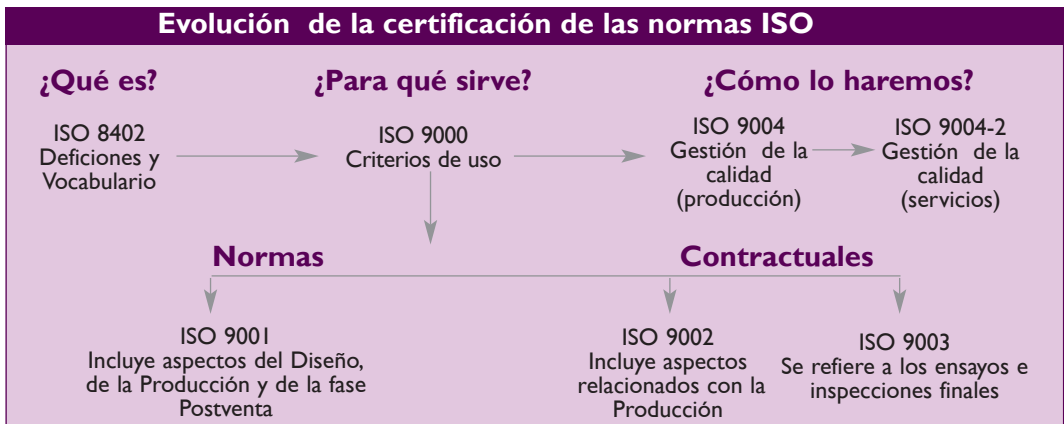 Evolución de la certificación de las normas ISO
¿Qué es?
¿Para qué sirve?
¿Cómo lo haremos?
ISO 8402
Deficiones y
Vocabulario
ISO 9000
Criterios de uso
ISO 9004
Gestión de la
calidad
(producción)
ISO 9004-2
Gestión de la
calidad
(servicios)
Normas
Contractuales
ISO 9001
Incluye aspectos del Diseño,
de la Producción y de la fase
Postventa
ISO 9002
Incluye aspectos
relacionados con la
Producción
ISO 9003
Se refiere a los ensayos e
inspecciones finales